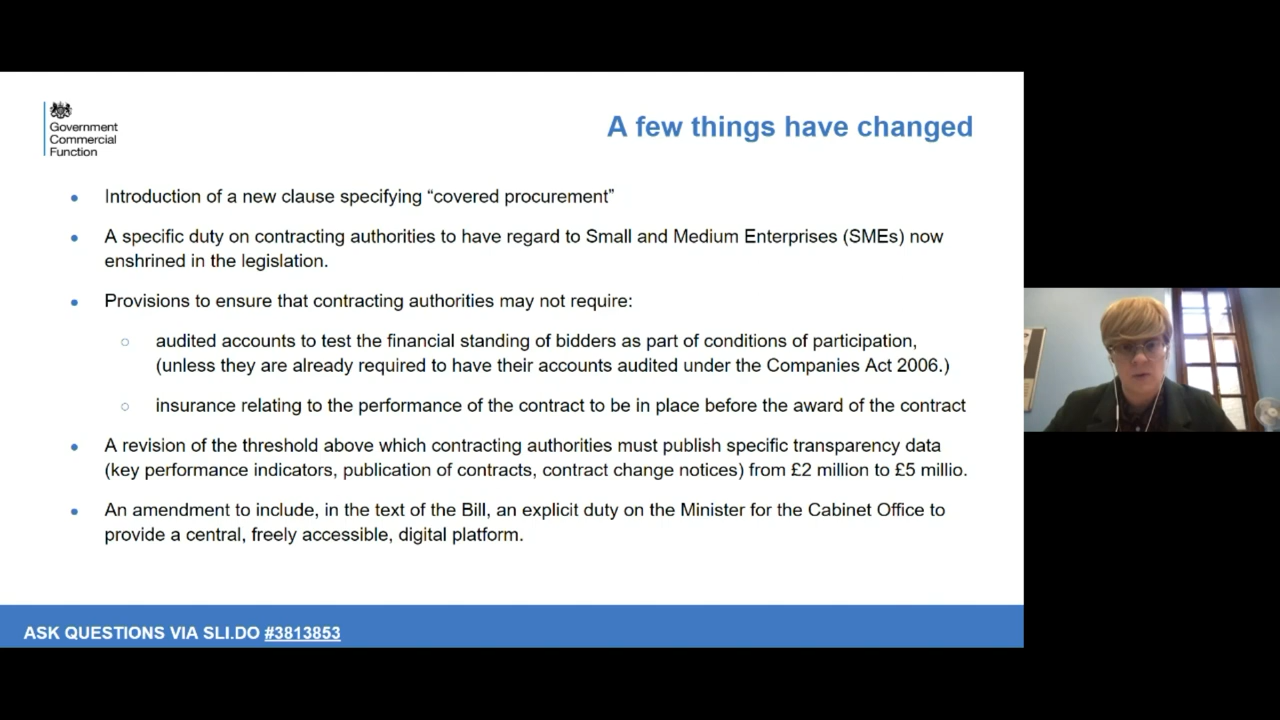 Government
Commercial
Function
A few things have changed
Introduction of a new clause specifying “covered procurement”
A specific duty on contracting authorities to have regard to Small and Medium Enterprises (SMEs) now
enshrined in the legislation.
Provisions to ensure that contracting authorities may not require:
audited accounts to test the financial standing of bidders as part of conditions of participation,
(unless they are already required to have their accounts audited under the Companies Act 2006.)
insurance relating to the performance of the contract to be in place before the award of the contract
A revision of the threshold above which contracting authorities must publish specific transparency data
(key performance indicators, publication of contracts, contract change notices) from £2 million to £5 millio.
An amendment to include, in the text of the Bill, an explicit duty on the Minister for the Cabinet Office to
provide a central, freely accessible, digital platform.
ASK QUESTIONS VIA SLI.DO #3813853